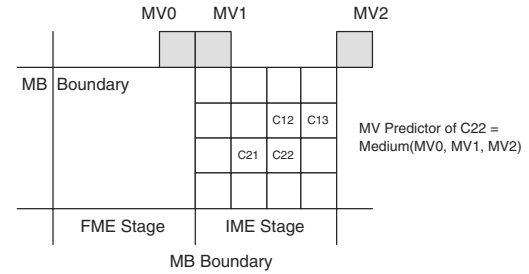 MV0 MV1 MV2
MB Boundary
C12 C13
MV Predictor of C22 =
Medium(MV0, MV1, MV2)
C21 C22
FME Stage IME Stage
MB Boundary